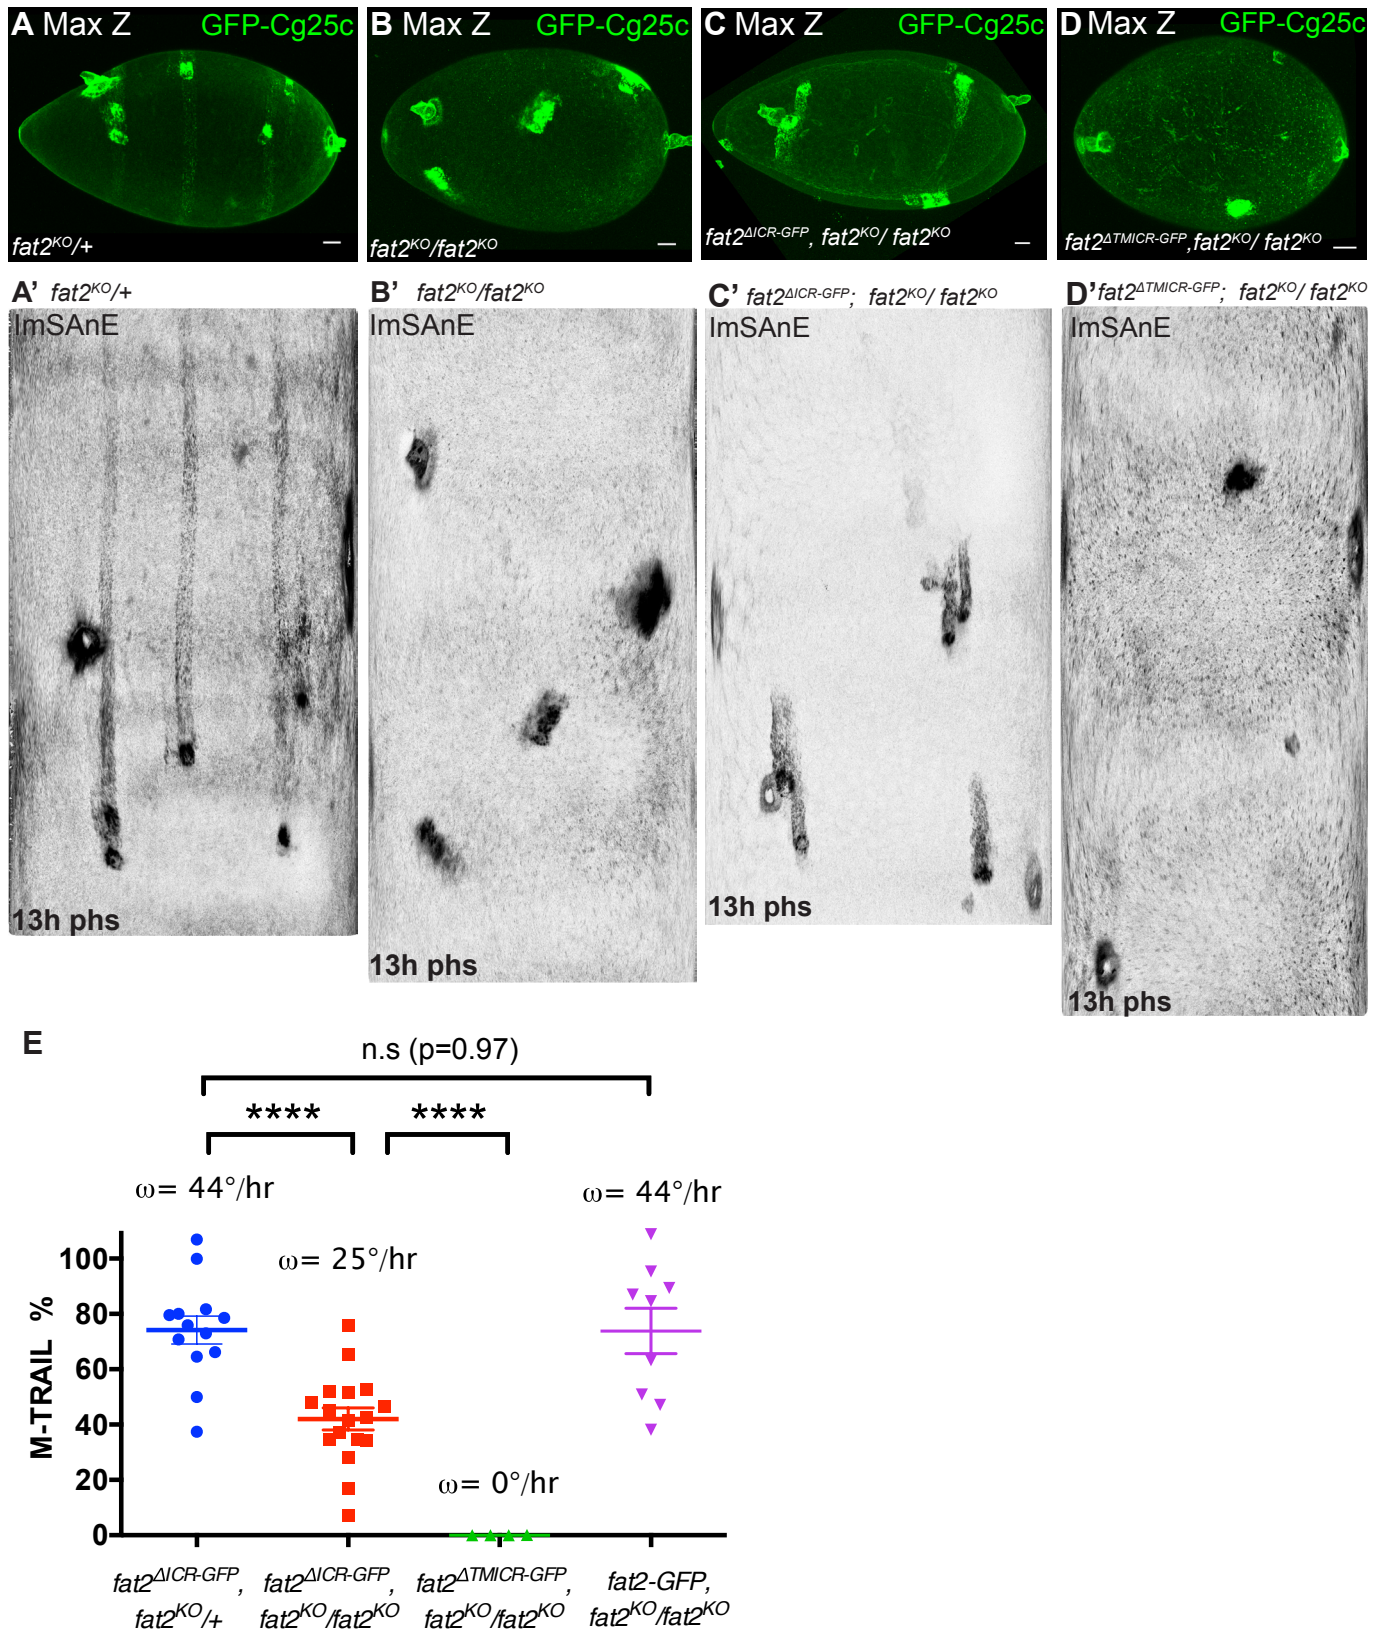 A Max Z GFP-Cg25c
fat2KO/+
B Max Z GFP-Cg25c
fat2KO/fat2KO
C Max Z GFP-Cg25c
fat2ΔICR-GFP, fat2KO/ fat2KO
D Max Z GFP-Cg25c
fat2ΔTMICR-GFP,fat2KO/ fat2KO
A' fat2KO/+
ImSAnE
13h phs
B' fat2KO/fat2KO
ImSAnE
13h phs
C' fat2ΔICR-GFP; fat2KO/ fat2KO
ImSAnE
13h phs
D' fat2ΔTMICR-GFP; fat2KO/ fat2KO
ImSAnE
13h phs
E
n.s (p=0.97)
**** ****
ω= 44°/hr
ω= 25°/hr
ω= 0°/hr
ω= 44°/hr
M-TRAIL %
100
80
60
40
20
0
fat2ΔICR-GFP,
fat2KO/+
fat2ΔICR-GFP,
fat2KO/fat2KO
fat2ΔTMICR-GFP,
fat2KO/fat2KO
fat2-GFP,
fat2KO/fat2KO